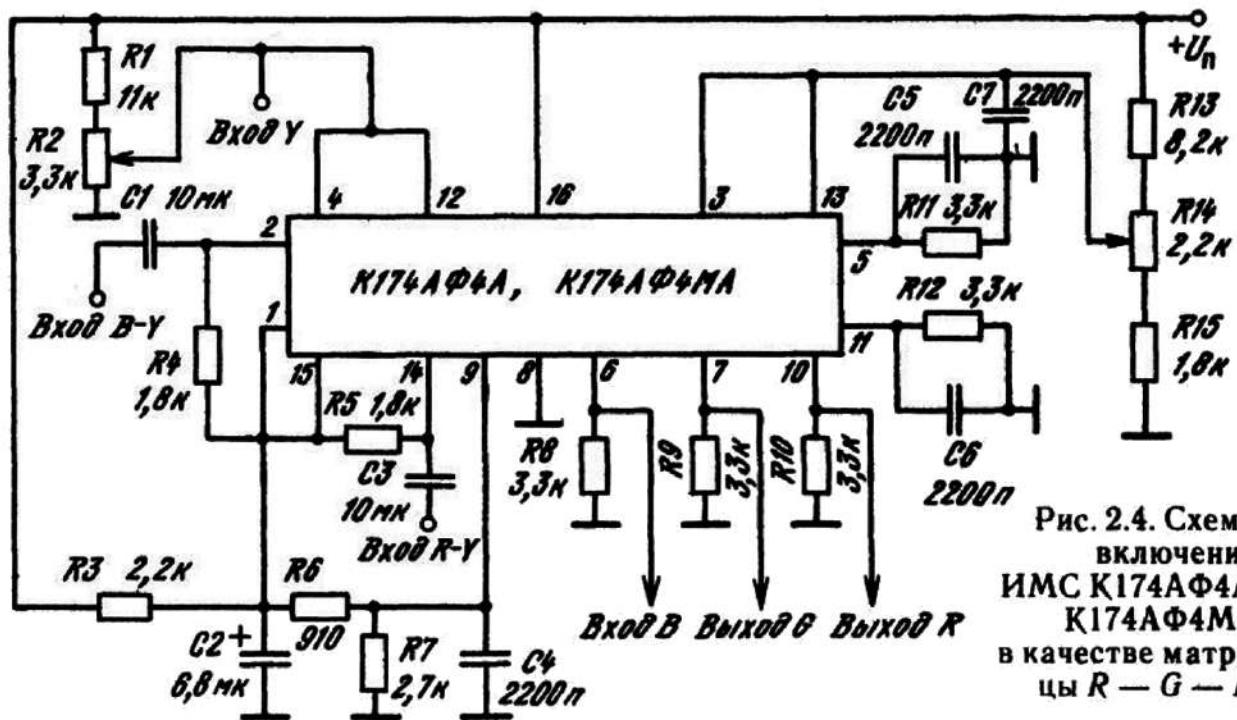 R1
11к
R2
3,3к
Вход Y
C1 10мк
+Uп
C5
2200п
C7
2200п
R13
8,2к
4
12
16
3
13
2
R11 3,3к
5
R14
2,2к
К174АФ4А, К174АФ4МА
R12 3,3к
Вход B-Y
1
11
R15
1,8к
R4
1,8к
15
14
9
8
6
7
10
R5 1,8к
C3
10мк
Вход R-Y
R8
3,3к
R9
3,3к
R10
3,3к
C6
2200п
R3 2,2к
R6
910
C2 +
6,8мк
R7
2,7к
C4
2200п
Вход B Выход G Выход R
Рис. 2.4. Схем
включени
ИМС К174АФ4А
К174АФ4М
в качестве матр
цы R — G —